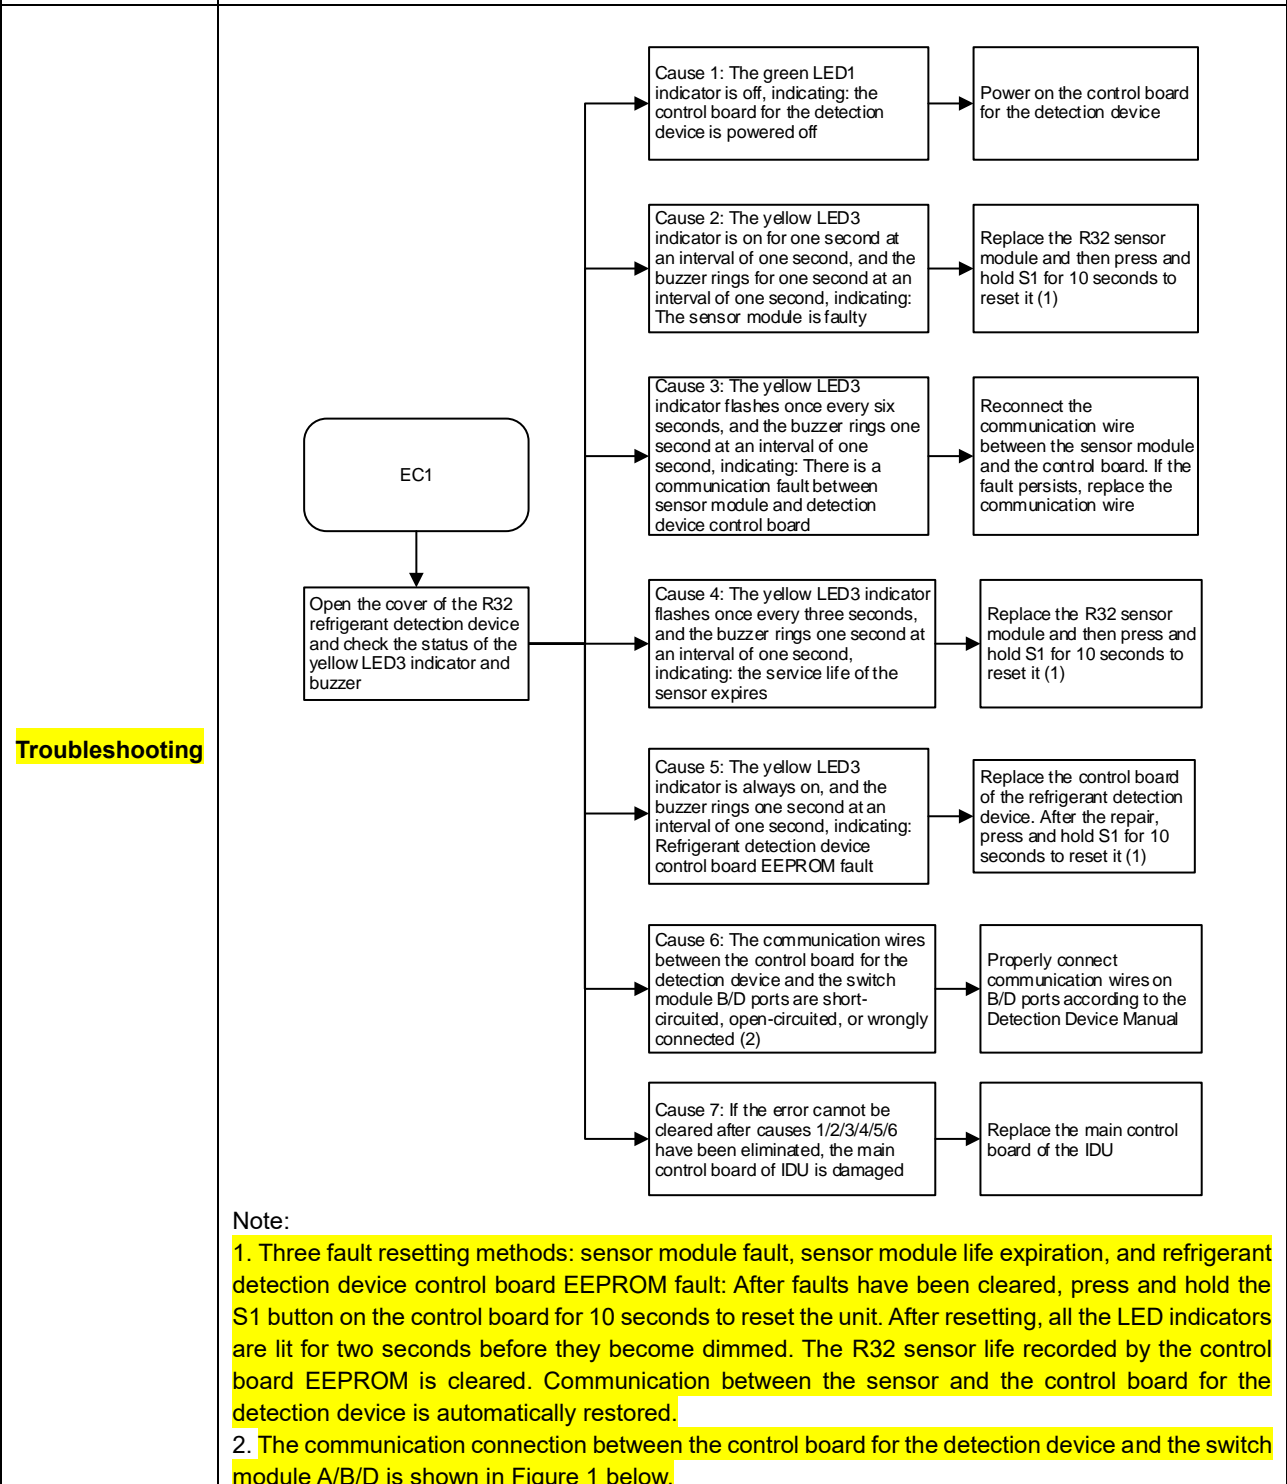 Troubleshooting
EC1
Open the cover of the R32
refrigerant detection device
and check the status of the
yellow LED3 indicator and
buzzer
Cause 1: The green LED1
indicator is off, indicating: the
control board for the detection
device is powered off
Power on the control board
for the detection device
Cause 2: The yellow LED3
indicator is on for one second at
an interval of one second, and the
buzzer rings for one second at an
interval of one second, indicating:
The sensor module is faulty
Replace the R32 sensor
module and then press and
hold S1 for 10 seconds to
reset it (1)
Cause 3: The yellow LED3
indicator flashes once every six
seconds, and the buzzer rings one
second at an interval of one
second, indicating: There is a
communication fault between
sensor module and detection
device control board
Reconnect the
communication wire
between the sensor module
and the control board. If the
fault persists, replace the
communication wire
Cause 4: The yellow LED3 indicator
flashes once every three seconds,
and the buzzer rings one second at
an interval of one second,
indicating: the service life of the
sensor expires
Replace the R32 sensor
module and then press and
hold S1 for 10 seconds to
reset it (1)
Cause 5: The yellow LED3
indicator is always on, and the
buzzer rings one second at an
interval of one second, indicating:
Refrigerant detection device
control board EEPROM fault
Replace the control board
of the refrigerant detection
device. After the repair,
press and hold S1 for 10
seconds to reset it (1)
Cause 6: The communication wires
between the control board for the
detection device and the switch
module B/D ports are short-
circuited, open-circuited, or wrongly
connected (2)
Properly connect
communication wires on
B/D ports according to the
Detection Device Manual
Cause 7: If the error cannot be
cleared after causes 1/2/3/4/5/6
have been eliminated, the main
control board of IDU is damaged
Replace the main control
board of the IDU
Note:
1. Three fault resetting methods: sensor module fault, sensor module life expiration, and refrigerant
detection device control board EEPROM fault: After faults have been cleared, press and hold the
S1 button on the control board for 10 seconds to reset the unit. After resetting, all the LED indicators
are lit for two seconds before they become dimmed. The R32 sensor life recorded by the control
board EEPROM is cleared. Communication between the sensor and the control board for the
detection device is automatically restored.
2. The communication connection between the control board for the detection device and the switch
module A/B/D is shown in Figure 1 below.